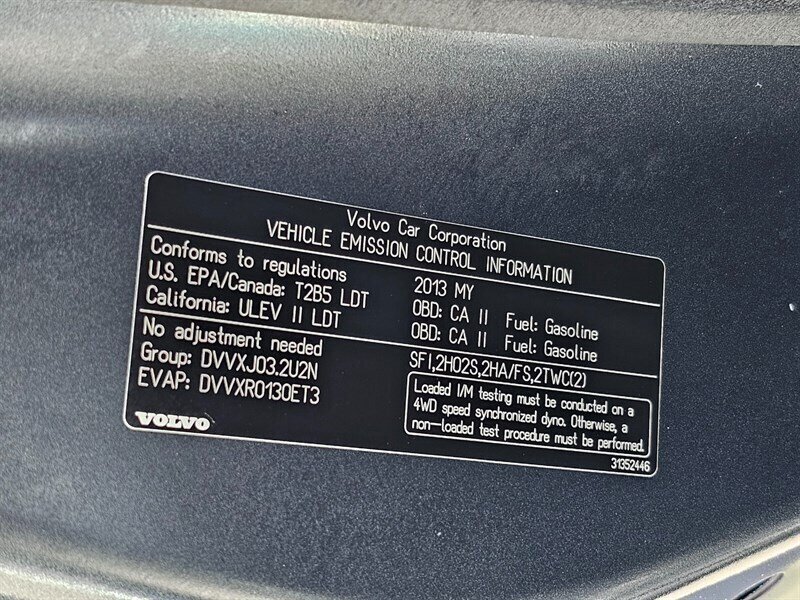 Volvo Car Corporation
VEHICLE EMISSION CONTROL INFORMATION
Conforms to regulations 2013 MY
U.S. EPA/Canada: T2B5 LDT OBD: CA II Fuel: Gasoline
California: ULEV II LDT OBD: CA II Fuel: Gasoline
No adjustment needed
Group: DVVXJ03.2U2N SFI,2HO2S,2HA/FS,2TWC(2)
EVAP: DVVXR0130ET3
Loaded I/M testing must be conducted on a
4WD speed synchronized dyno. Otherwise, a
non-loaded test procedure must be performed.
VOLVO
31352446